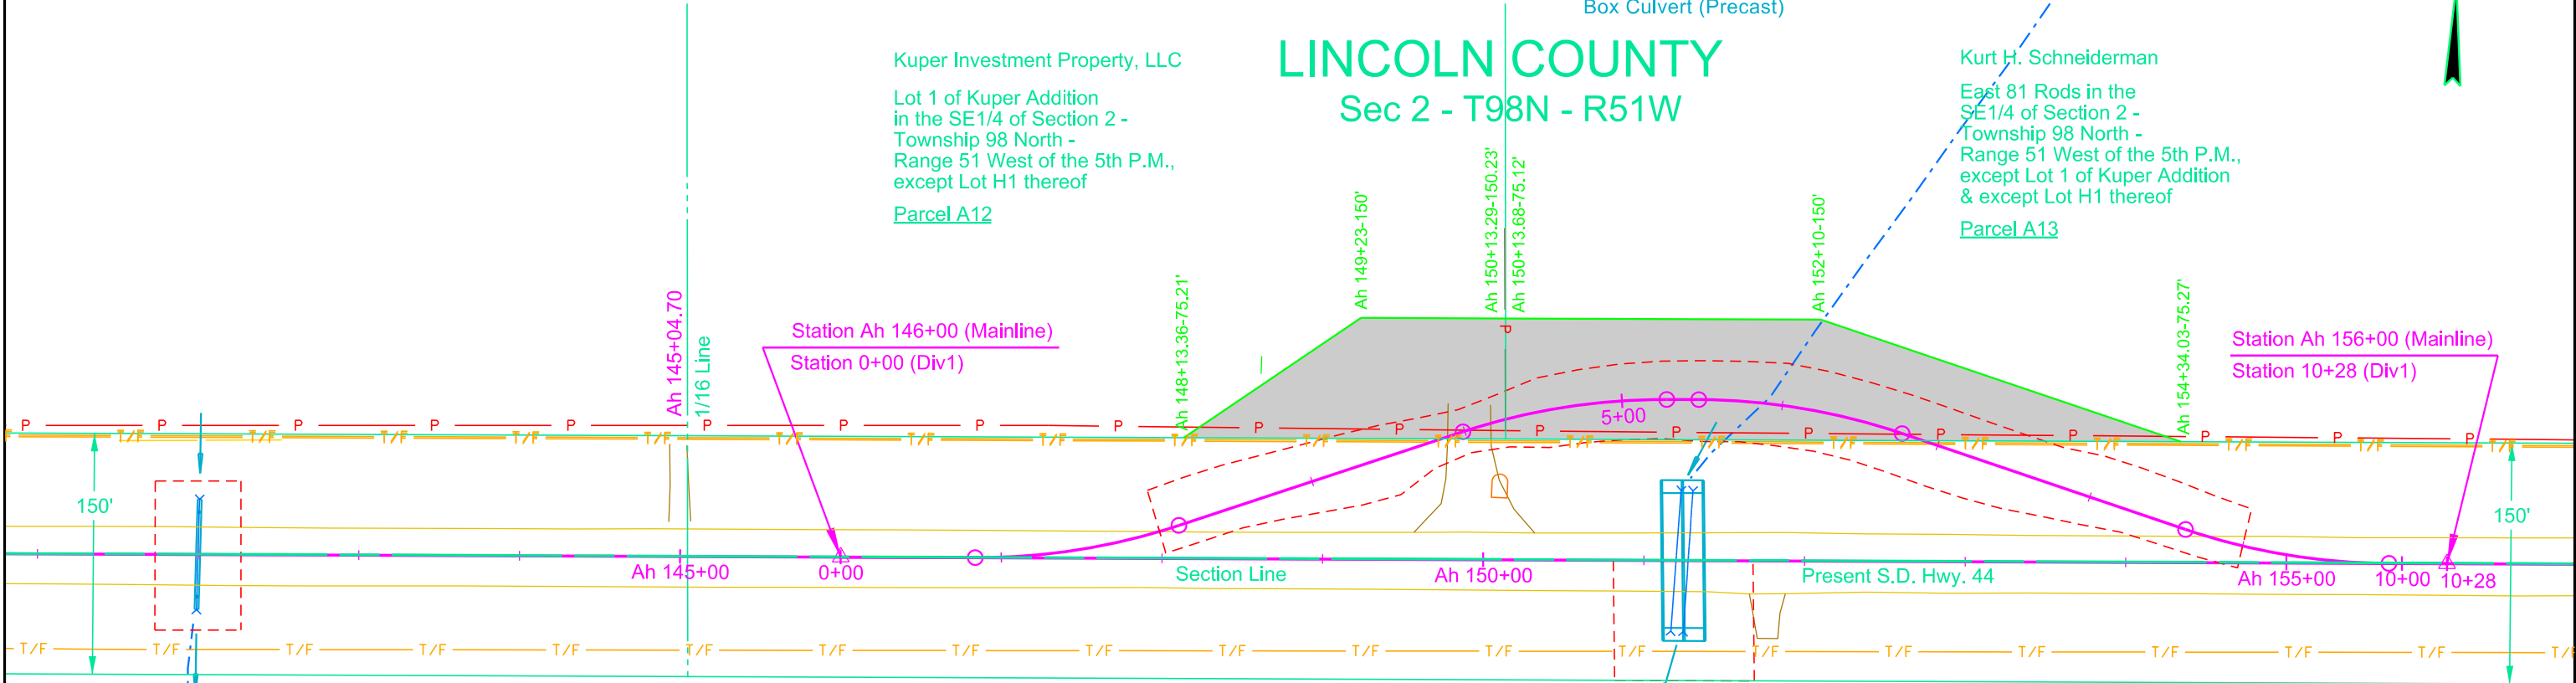 Box Culvert (Precast)
LINCOLN COUNTY
Sec 2 - T98N - R51W
Kuper Investment Property, LLC
Lot 1 of Kuper Addition
in the SE1/4 of Section 2 -
Township 98 North -
Range 51 West of the 5th P.M.,
except Lot H1 thereof
Parcel A12
Kurt H. Schneiderman
East 81 Rods in the
SE1/4 of Section 2 -
Township 98 North -
Range 51 West of the 5th P.M.,
except Lot 1 of Kuper Addition
& except Lot H1 thereof
Parcel A13
Ah 145+04.70
1/16 Line
Station Ah 146+00 (Mainline)
Station 0+00 (Div1)
Ah 148+13.36-75.21'
Ah 149+23-150'
Ah 150+13.29-150.23'
Ah 150+13.68-75.12'
Ah 152+10-150'
Ah 154+34.03-75.27'
Station Ah 156+00 (Mainline)
Station 10+28 (Div1)
P
P P P P P P P P P P P P P P P P P P P
T/F T/F T/F T/F T/F T/F T/F T/F T/F T/F T/F T/F T/F T/F T/F T/F T/F T/F
5+00
150'
150'
Ah 145+00
0+00
Section Line
Ah 150+00
Present S.D. Hwy. 44
Ah 155+00
10+00
10+28
T/F T/F T/F T/F T/F T/F T/F T/F T/F T/F T/F T/F T/F T/F T/F T/F T/F T/F T/F